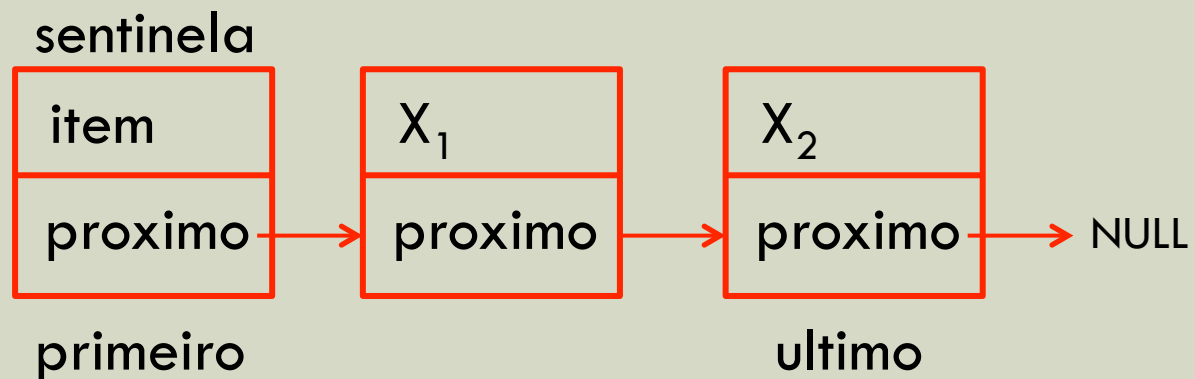 sentinela
item X₁ X₂
proximo proximo proximo NULL
primeiro ultimo